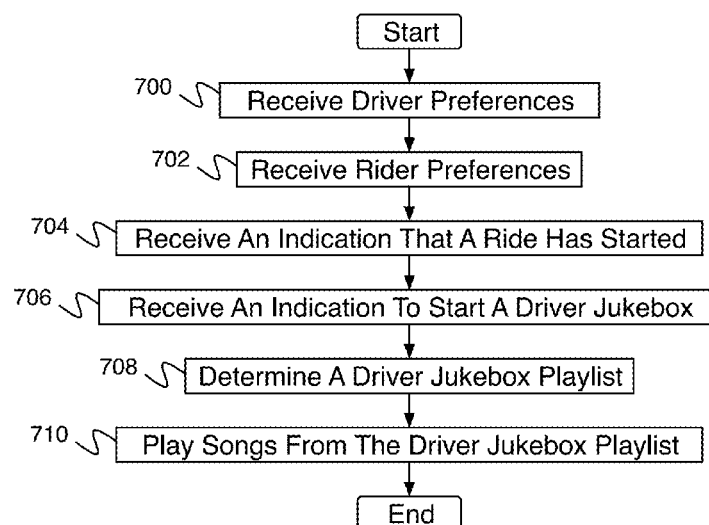 Start
700 Receive Driver Preferences
702 Receive Rider Preferences
704 Receive An Indication That A Ride Has Started
706 Receive An Indication To Start A Driver Jukebox
708 Determine A Driver Jukebox Playlist
710 Play Songs From The Driver Jukebox Playlist
End